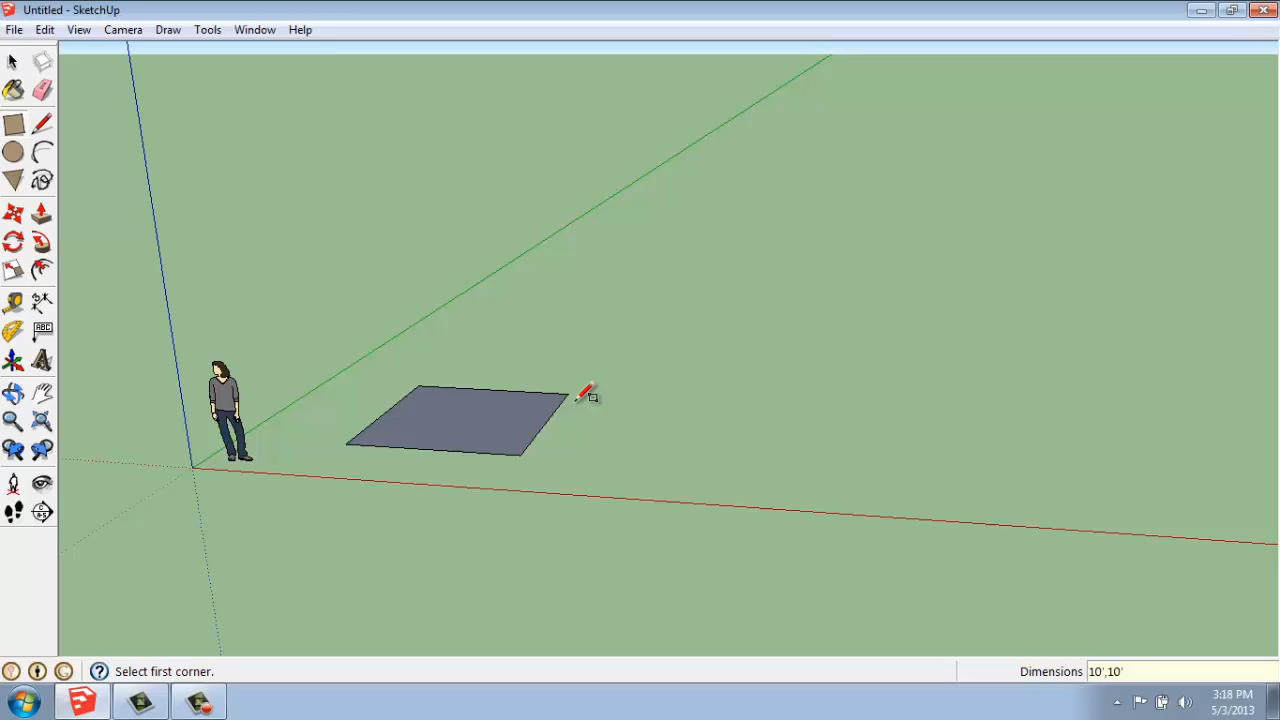 Untitled - SketchUp
File Edit View Camera Draw Tools Window Help
ABC
Select first corner.
Dimensions 10',10'
3:18 PM
5/3/2013